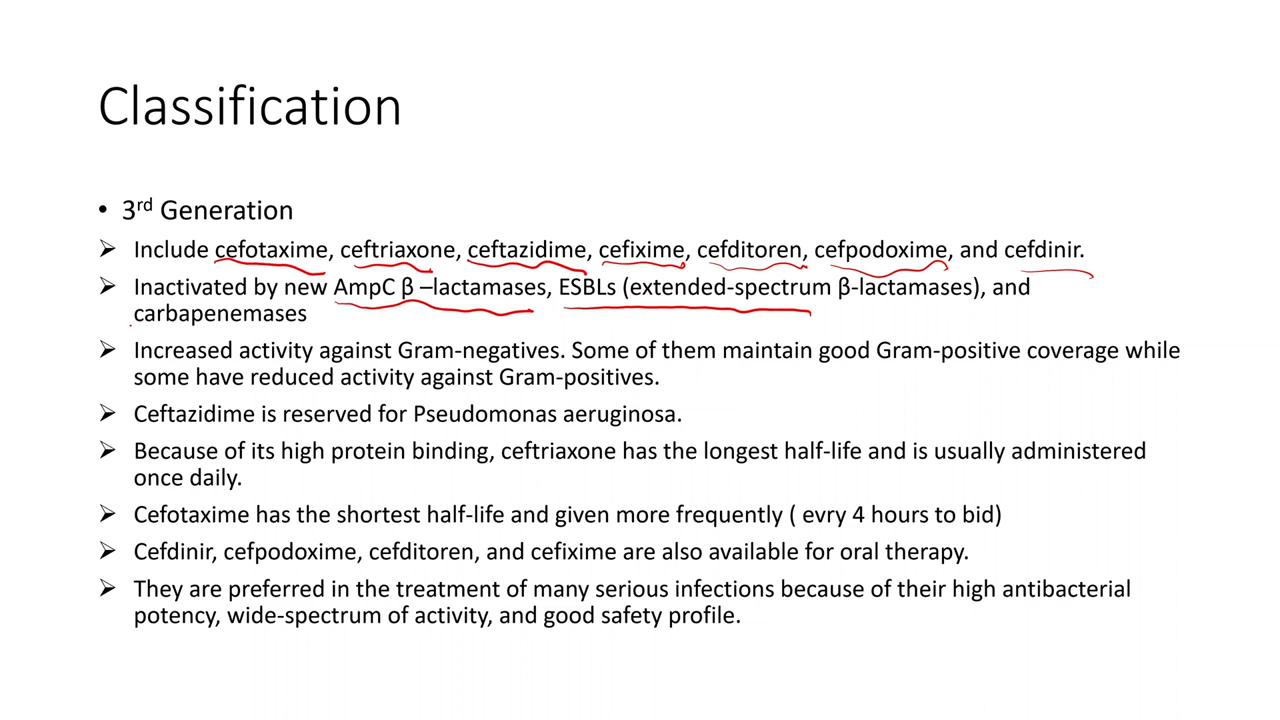 Classification
• 3rd Generation
➢ Include cefotaxime, ceftriaxone, ceftazidime, cefixime, cefditoren, cefpodoxime, and cefdinir.
➢ Inactivated by new AmpC β –lactamases, ESBLs (extended-spectrum β-lactamases), and
carbapenemases
➢ Increased activity against Gram-negatives. Some of them maintain good Gram-positive coverage while
some have reduced activity against Gram-positives.
➢ Ceftazidime is reserved for Pseudomonas aeruginosa.
➢ Because of its high protein binding, ceftriaxone has the longest half-life and is usually administered
once daily.
➢ Cefotaxime has the shortest half-life and given more frequently ( evry 4 hours to bid)
➢ Cefdinir, cefpodoxime, cefditoren, and cefixime are also available for oral therapy.
➢ They are preferred in the treatment of many serious infections because of their high antibacterial
potency, wide-spectrum of activity, and good safety profile.